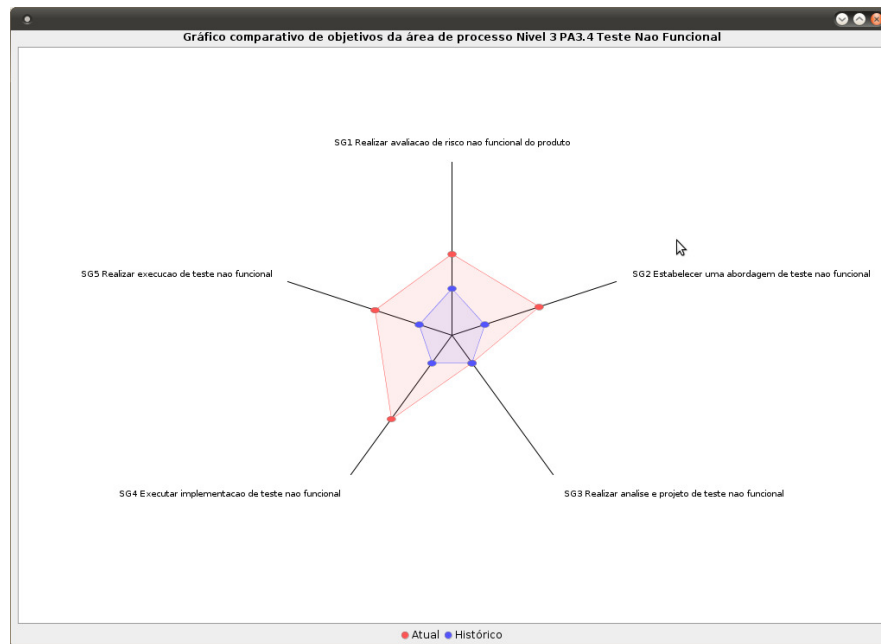 Gráfico comparativo de objetivos da área de processo Nivel 3 PA3.4 Teste Nao Funcional
SG1 Realizar avaliacao de risco nao funcional do produto
SG5 Realizar execucao de teste nao funcional
SG2 Estabelecer uma abordagem de teste nao funcional
SG4 Executar implementacao de teste nao funcional
SG3 Realizar analise e projeto de teste nao funcional
Atual Histórico